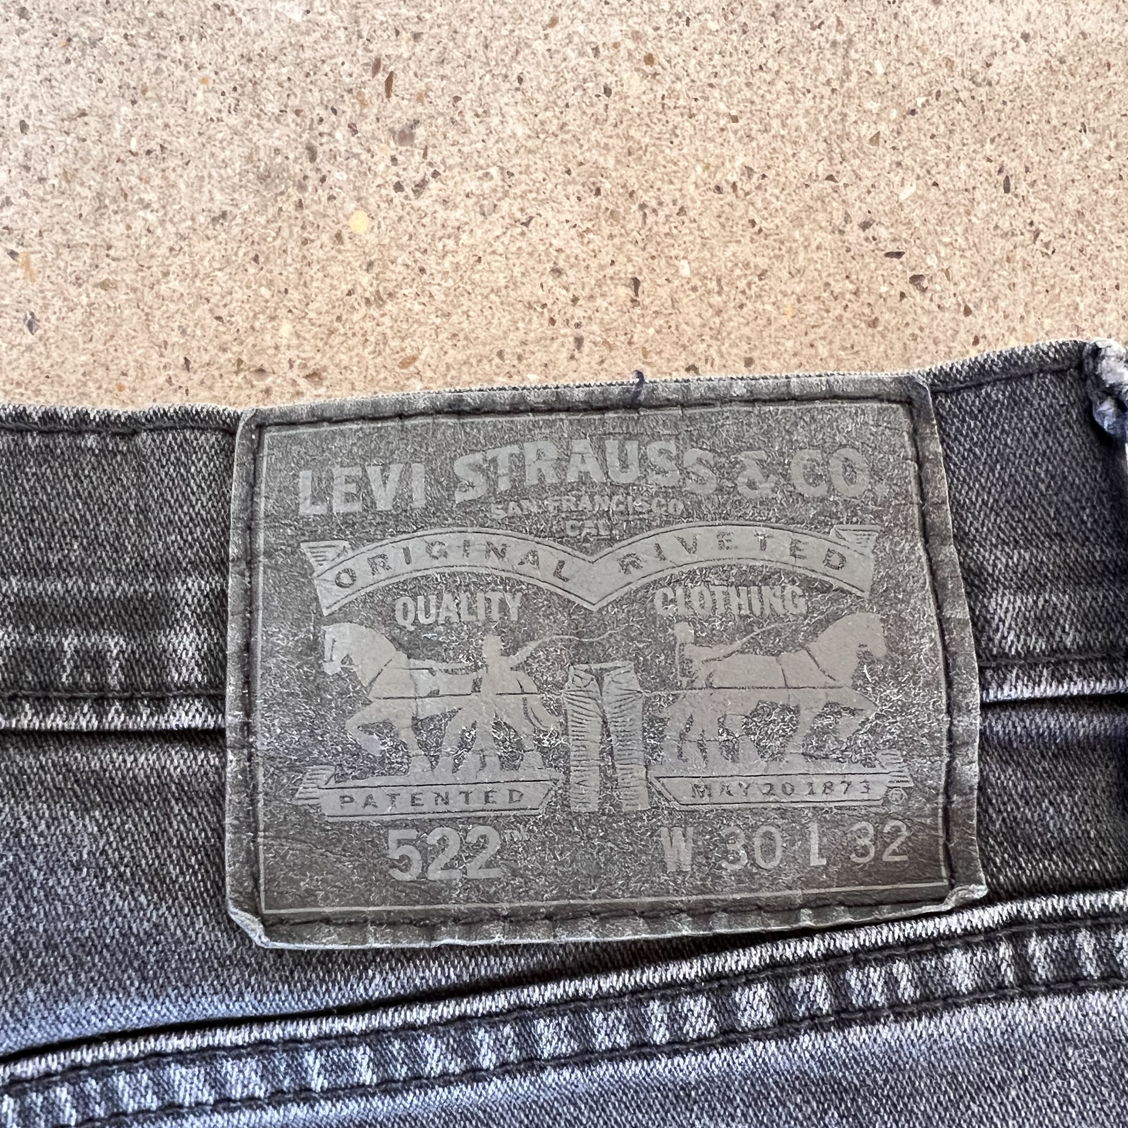 LEVI STRAUSS & CO.
SAN FRANCISCO
CAL
ORIGINAL RIVETED
QUALITY CLOTHING
PATENTED MAY 20 1873 ®
522™ W 30 L 32